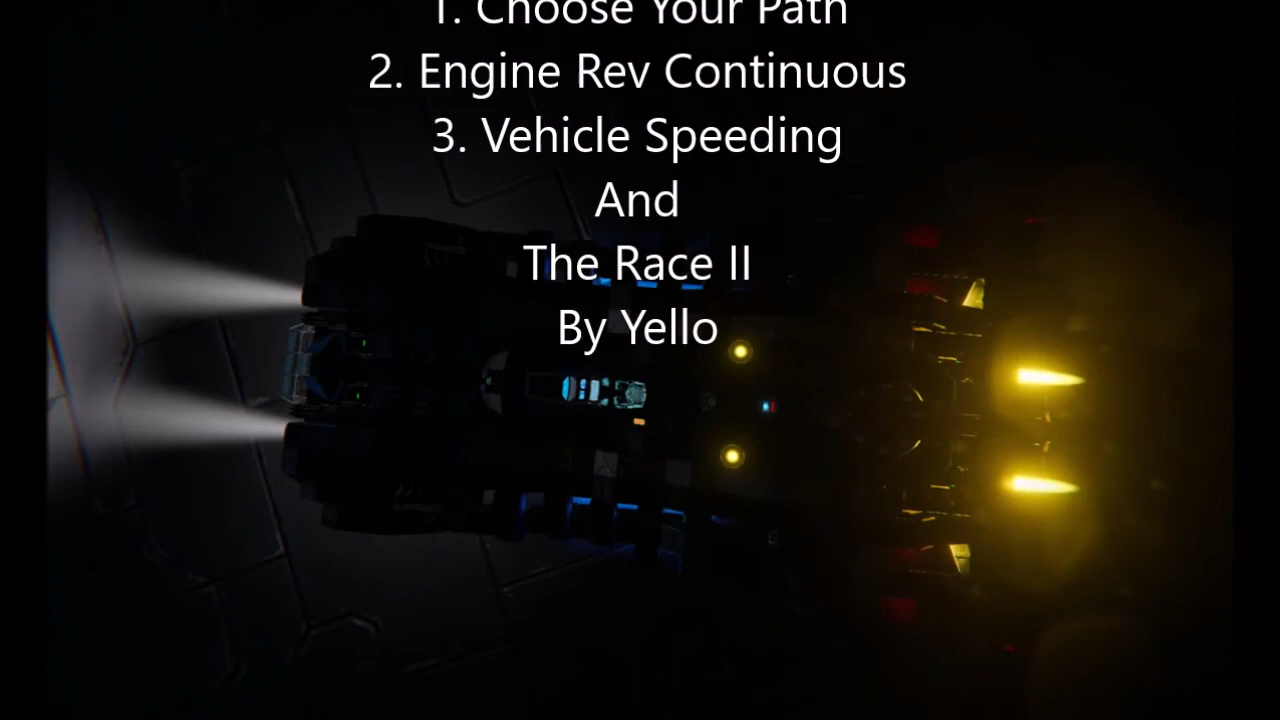 1. Choose Your Path
2. Engine Rev Continuous
3. Vehicle Speeding
And
The Race II
By Yello